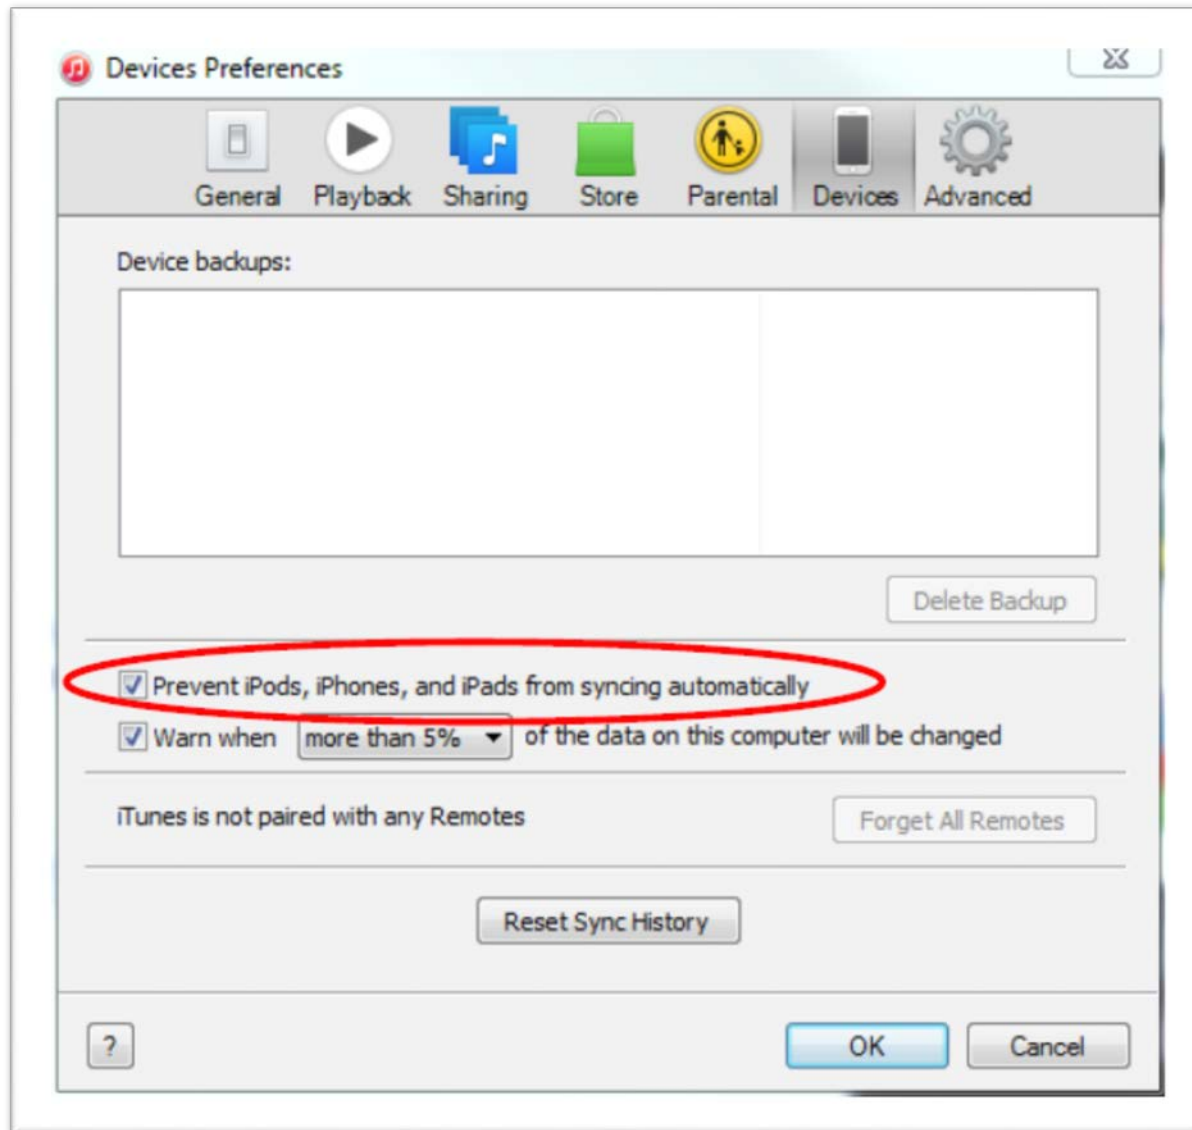 Devices Preferences
General Playback Sharing Store Parental Devices Advanced
Device backups:
Delete Backup
Prevent iPods, iPhones, and iPads from syncing automatically
Warn when more than 5% of the data on this computer will be changed
iTunes is not paired with any Remotes
Forget All Remotes
Reset Sync History
?
OK Cancel